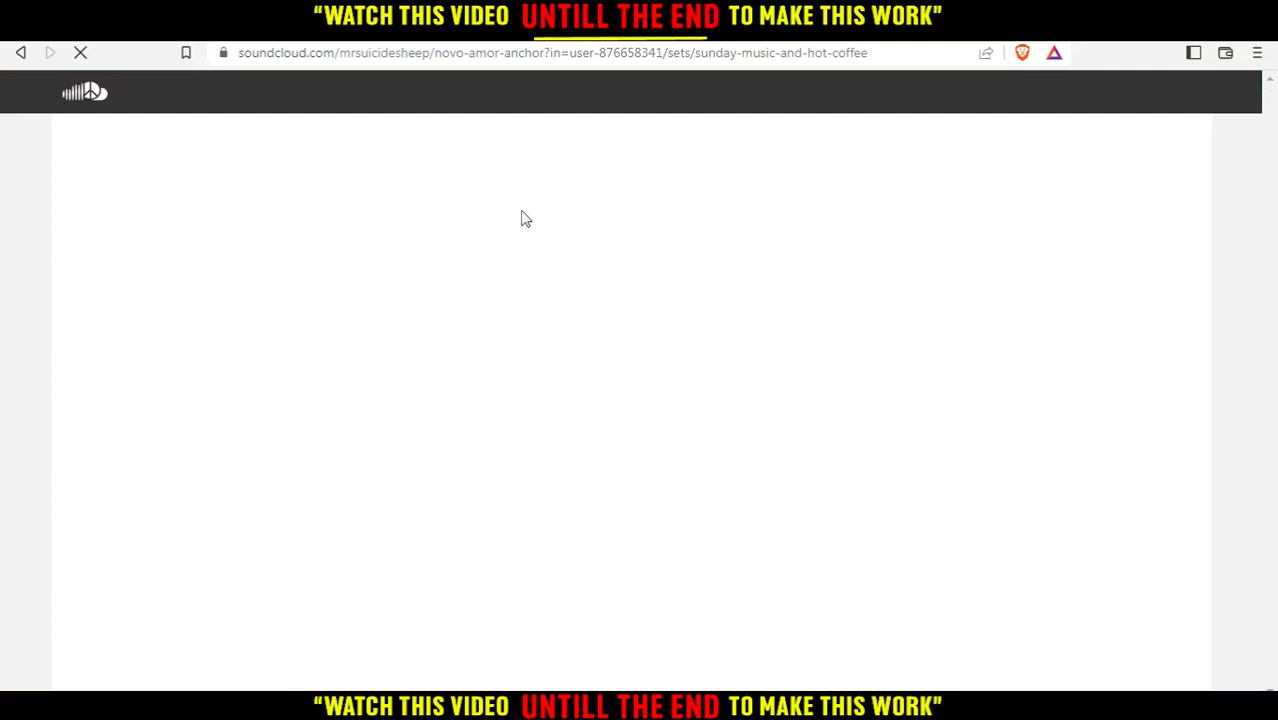 “WATCH THIS VIDEO UNTILL THE END TO MAKE THIS WORK”
soundcloud.com/mrsuicidesheep/novo-amor-anchor?in=user-876658341/sets/sunday-music-and-hot-coffee
“WATCH THIS VIDEO UNTILL THE END TO MAKE THIS WORK”